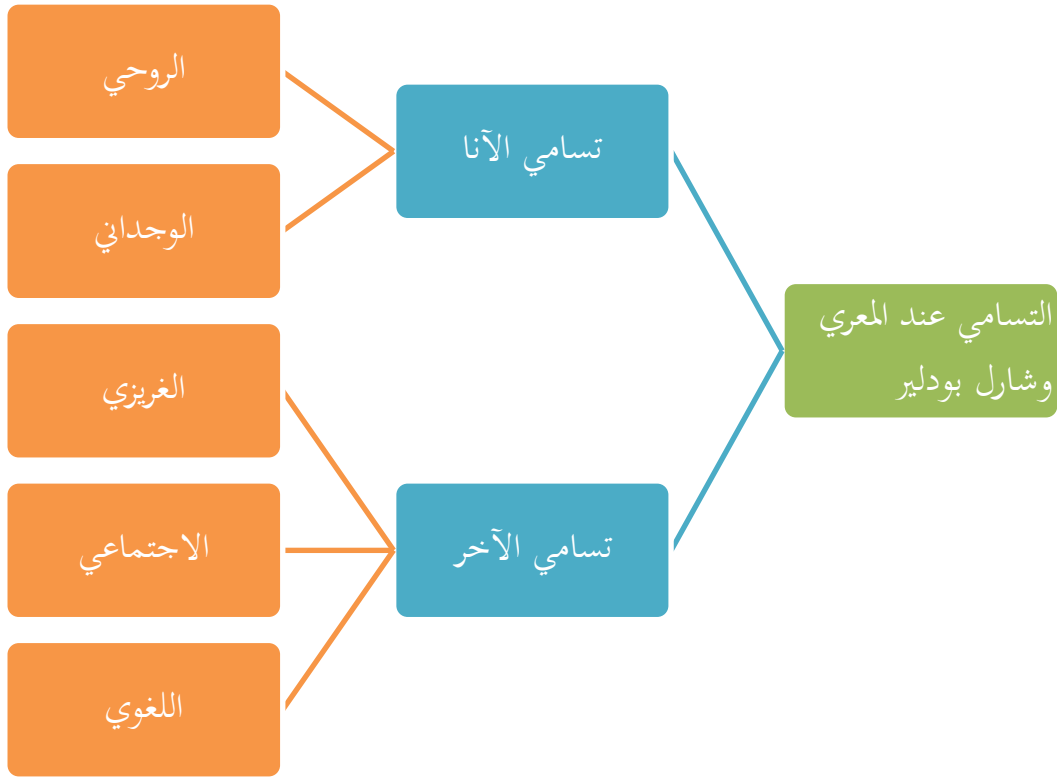 التسامي عند المعري
وشارل بودلير
تسامي الآنا
الروحي
الوجداني
تسامي الآخر
الغريزي
الاجتماعي
اللغوي